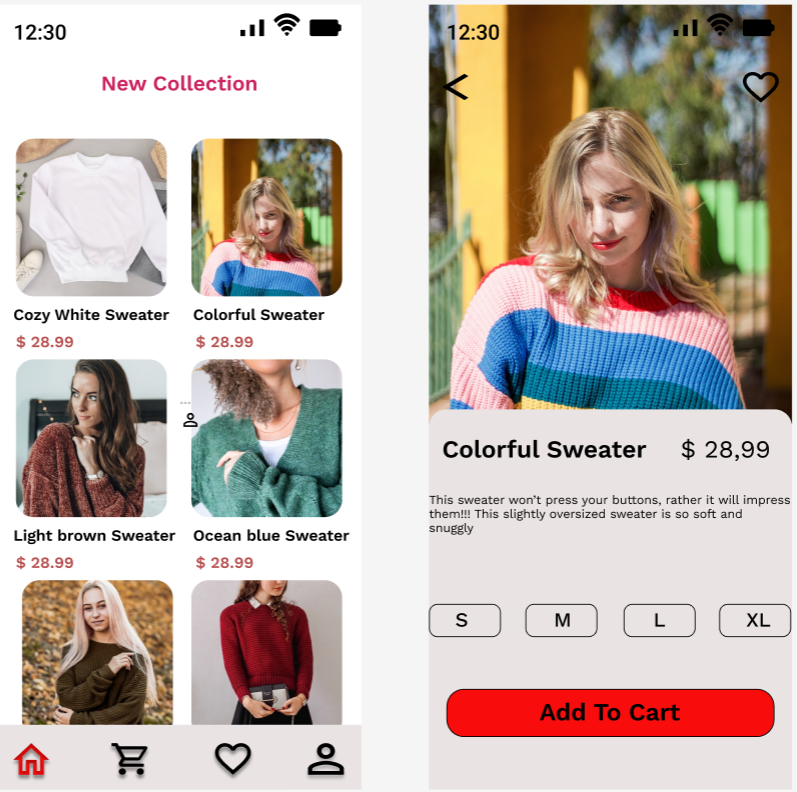 12:30
New Collection
Cozy White Sweater
Colorful Sweater
$ 28.99
$ 28.99
Light brown Sweater
Ocean blue Sweater
$ 28.99
$ 28.99
12:30
Colorful Sweater
$ 28,99
This sweater won’t press your buttons, rather it will impress
them!!! This slightly oversized sweater is so soft and
snuggly
S
M
L
XL
Add To Cart